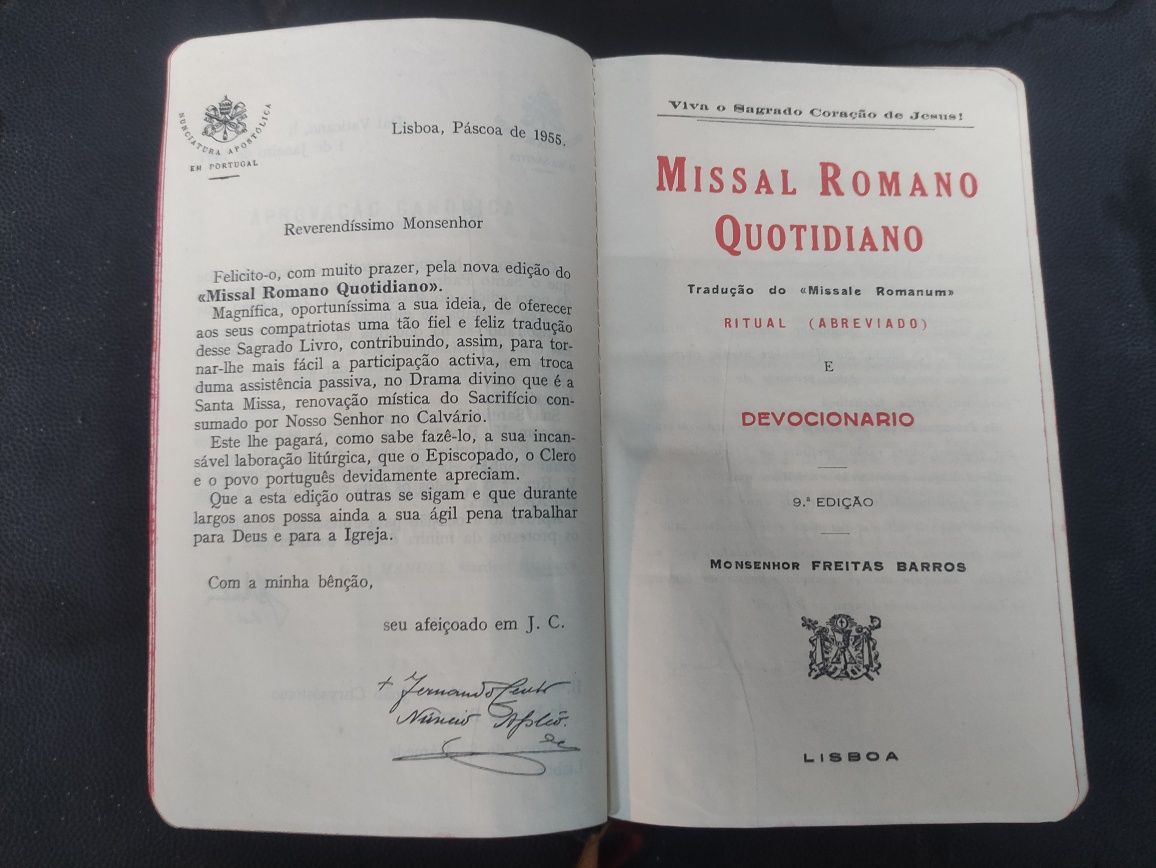 NUNCIATURA APOSTÓLICA
EM PORTUGAL
Lisboa, Páscoa de 1955.
Reverendíssimo Monsenhor
Felicito-o, com muito prazer, pela nova edição do
«Missal Romano Quotidiano».
Magnífica, oportuníssima a sua ideia, de oferecer
aos seus compatriotas uma tão fiel e feliz tradução
desse Sagrado Livro, contribuindo, assim, para tor-
nar-lhe mais fácil a participação activa, em troca
duma assistência passiva, no Drama divino que é a
Santa Missa, renovação mística do Sacrifício con-
sumado por Nosso Senhor no Calvário.
Este lhe pagará, como sabe fazê-lo, a sua incan-
sável laboração litúrgica, que o Episcopado, o Clero
e o povo português devidamente apreciam.
Que a esta edição outras se sigam e que durante
largos anos possa ainda a sua ágil pena trabalhar
para Deus e para a Igreja.
Com a minha bênção,
seu afeiçoado em J. C.
+ Fernando Cento
Núncio
Viva o Sagrado Coração de Jesus!
MISSAL ROMANO
QUOTIDIANO
Tradução do «Missale Romanum»
RITUAL (ABREVIADO)
E
DEVOCIONARIO
9.ª EDIÇÃO
MONSENHOR FREITAS BARROS
LISBOA